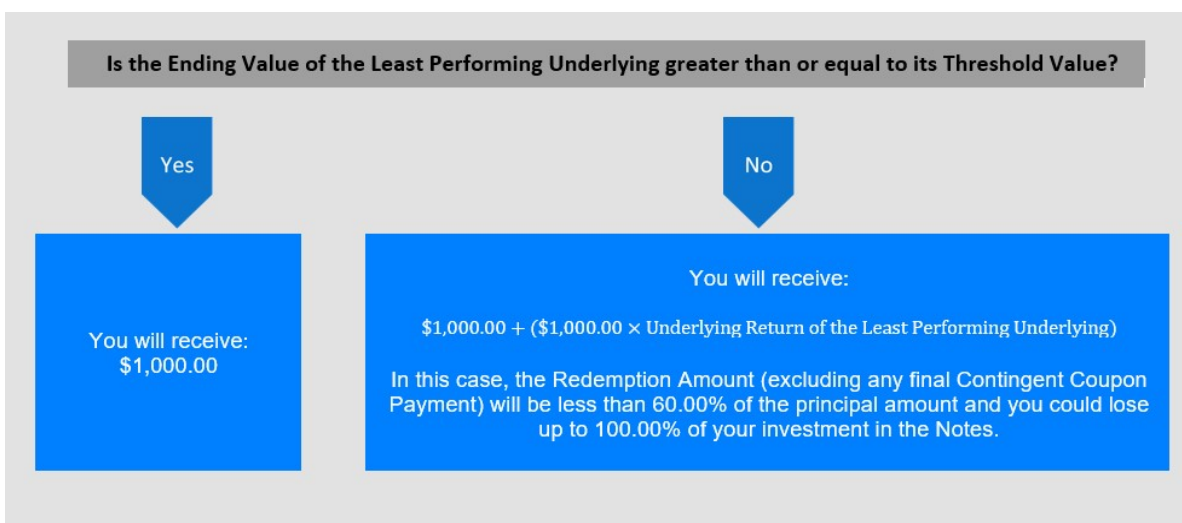 Is the Ending Value of the Least Performing Underlying greater than or equal to its Threshold Value?
Yes
No
You will receive:
$1,000.00
You will receive:
$1,000.00 + ($1,000.00 × Underlying Return of the Least Performing Underlying)
In this case, the Redemption Amount (excluding any final Contingent Coupon
Payment) will be less than 60.00% of the principal amount and you could lose
up to 100.00% of your investment in the Notes.